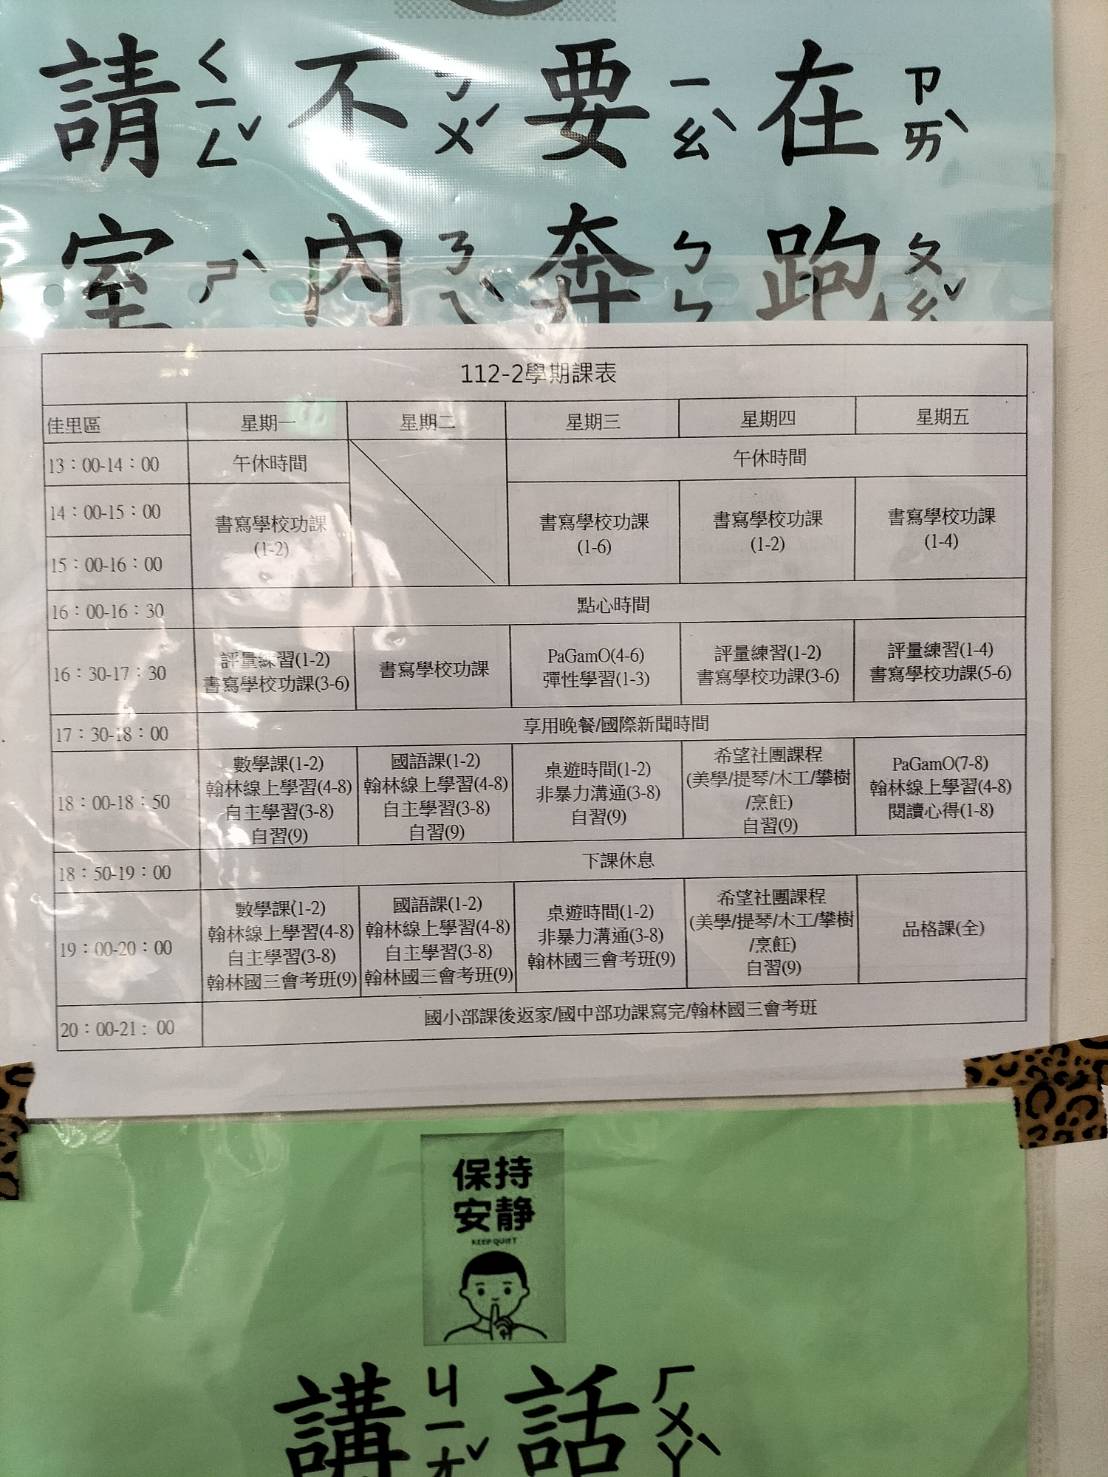 請ㄑㄧㄥˇ不ㄅㄨˊ要ㄧㄠˋ在ㄗㄞˋ
室ㄕˋ內ㄋㄟˋ奔ㄅㄣ跑ㄆㄠˇ
112-2學期課表
佳里區 星期一 星期二 星期三 星期四 星期五
13：00-14：00 午休時間 午休時間
14：00-15：00
15：00-16：00
書寫學校功課
(1-2)
書寫學校功課
(1-6)
書寫學校功課
(1-2)
書寫學校功課
(1-4)
16：00-16：30 點心時間
16：30-17：30
評量練習(1-2)
書寫學校功課(3-6)
書寫學校功課
PaGamO(4-6)
彈性學習(1-3)
評量練習(1-2)
書寫學校功課(3-6)
評量練習(1-4)
書寫學校功課(5-6)
17：30-18：00 享用晚餐/國際新聞時間
18：00-18：50
數學課(1-2)
翰林線上學習(4-8)
自主學習(3-8)
自習(9)
國語課(1-2)
翰林線上學習(4-8)
自主學習(3-8)
自習(9)
桌遊時間(1-2)
非暴力溝通(3-8)
自習(9)
希望社團課程
(美學/提琴/木工/攀樹
/烹飪)
自習(9)
PaGamO(7-8)
翰林線上學習(4-8)
閱讀心得(1-8)
18：50-19：00 下課休息
19：00-20：00
數學課(1-2)
翰林線上學習(4-8)
自主學習(3-8)
翰林國三會考班(9)
國語課(1-2)
翰林線上學習(4-8)
自主學習(3-8)
翰林國三會考班(9)
桌遊時間(1-2)
非暴力溝通(3-8)
翰林國三會考班(9)
希望社團課程
(美學/提琴/木工/攀樹
/烹飪)
自習(9)
品格課(全)
20：00-21：00 國小部課後返家/國中部功課寫完/翰林國三會考班
保持
安靜
KEEP QUIET
講ㄐㄧㄤˇ話ㄏㄨㄚˋ